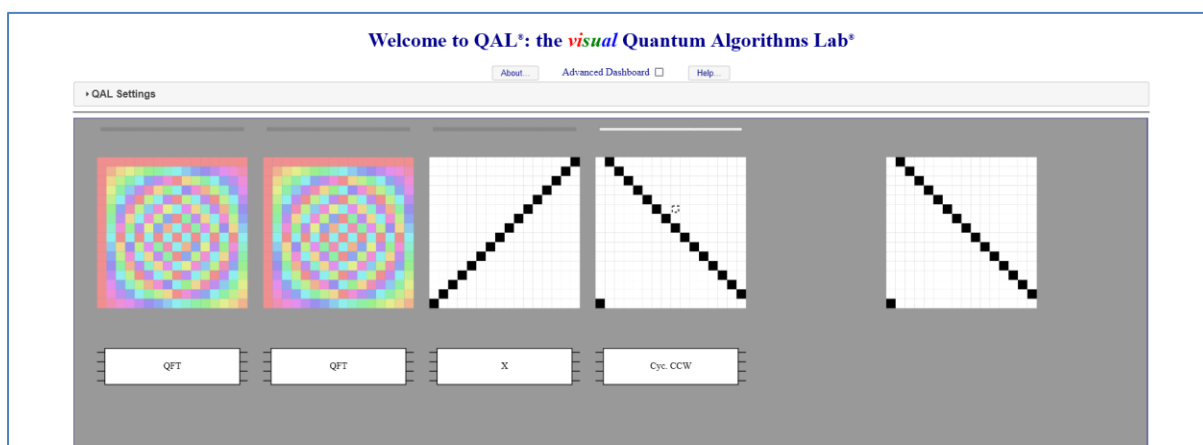 Welcome to QAL®: the visual Quantum Algorithms Lab®
About... Advanced Dashboard Help...
QAL Settings
QFT QFT X Cyc. CCW